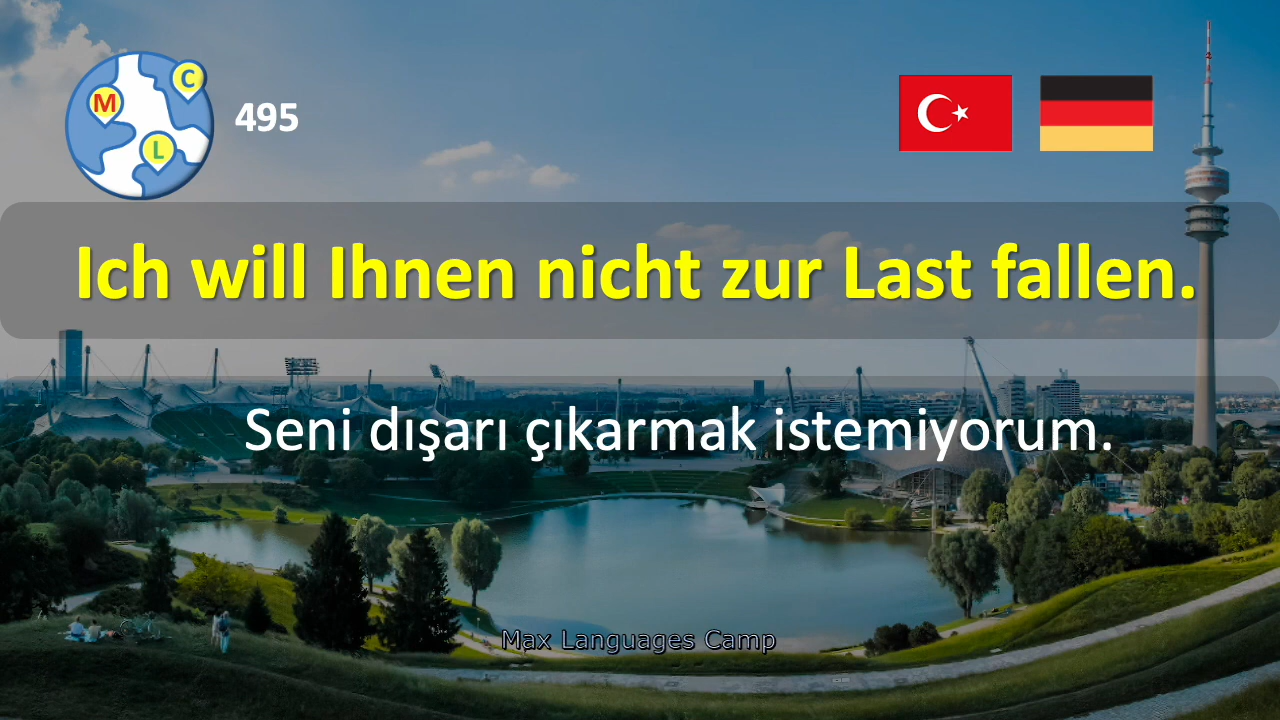 M
C
L
495
Ich will Ihnen nicht zur Last fallen.
Seni dışarı çıkarmak istemiyorum.
Max Languages Camp